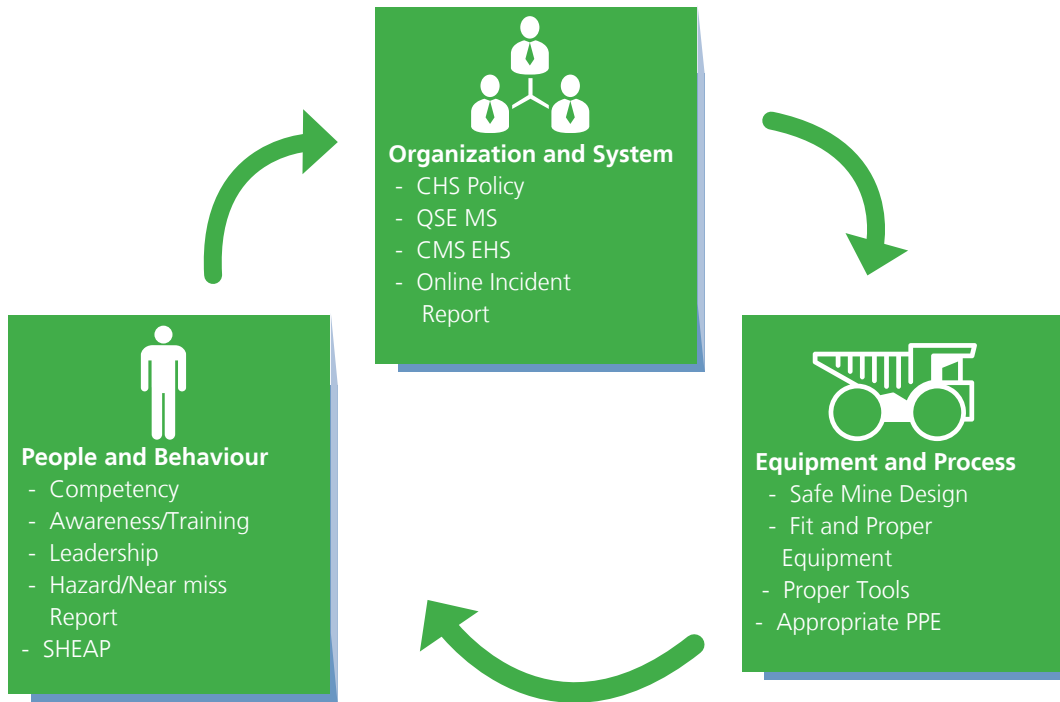 Organization and System
- CHS Policy
- QSE MS
- CMS EHS
- Online Incident
Report
People and Behaviour
- Competency
- Awareness/Training
- Leadership
- Hazard/Near miss
Report
- SHEAP
Equipment and Process
- Safe Mine Design
- Fit and Proper
Equipment
- Proper Tools
- Appropriate PPE